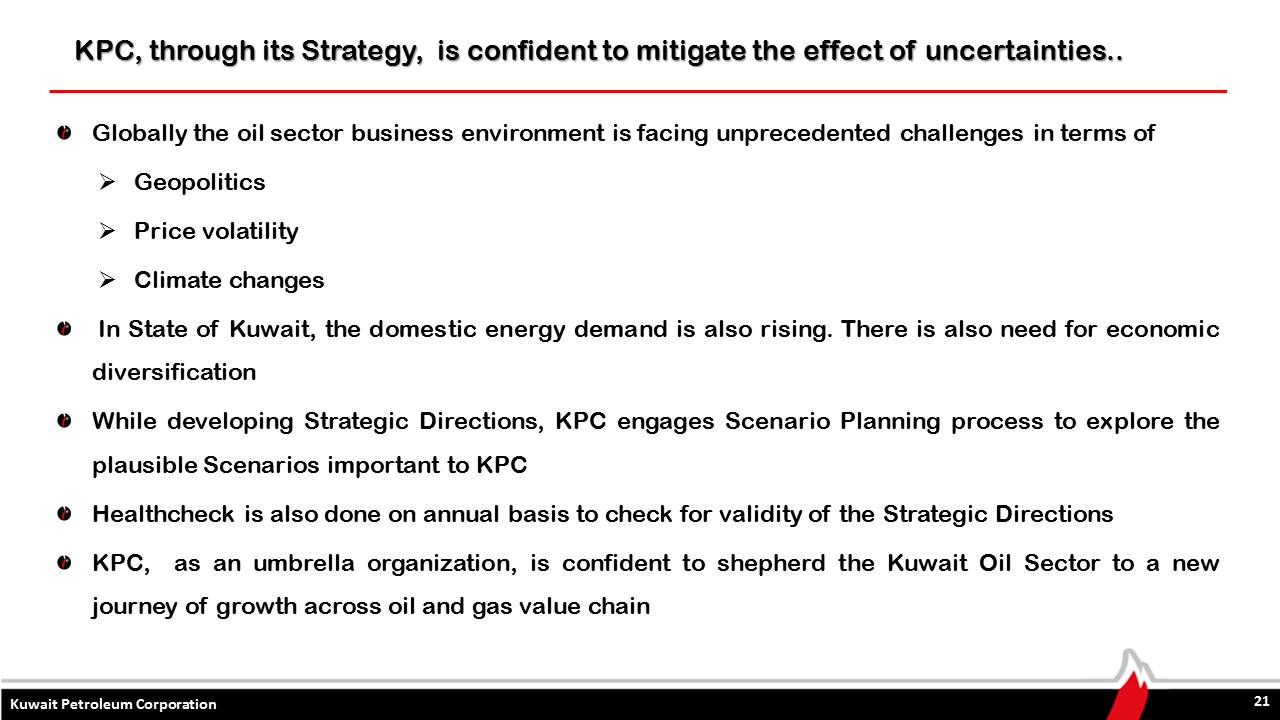 KPC, through its Strategy, is confident to mitigate the effect of uncertainties..
Globally the oil sector business environment is facing unprecedented challenges in terms of
Geopolitics
Price volatility
Climate changes
In State of Kuwait, the domestic energy demand is also rising. There is also need for economic
diversification
While developing Strategic Directions, KPC engages Scenario Planning process to explore the
plausible Scenarios important to KPC
Healthcheck is also done on annual basis to check for validity of the Strategic Directions
KPC, as an umbrella organization, is confident to shepherd the Kuwait Oil Sector to a new
journey of growth across oil and gas value chain
Kuwait Petroleum Corporation
21